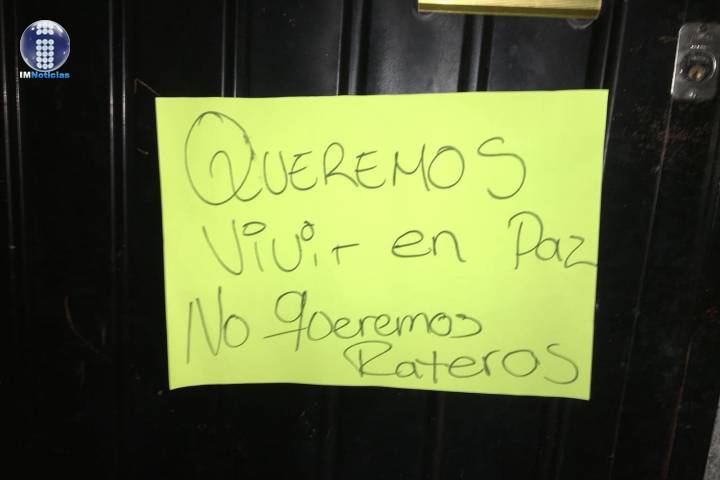 IMNoticias
QUEREMOS
Vivir en Paz
No queremos
Rateros